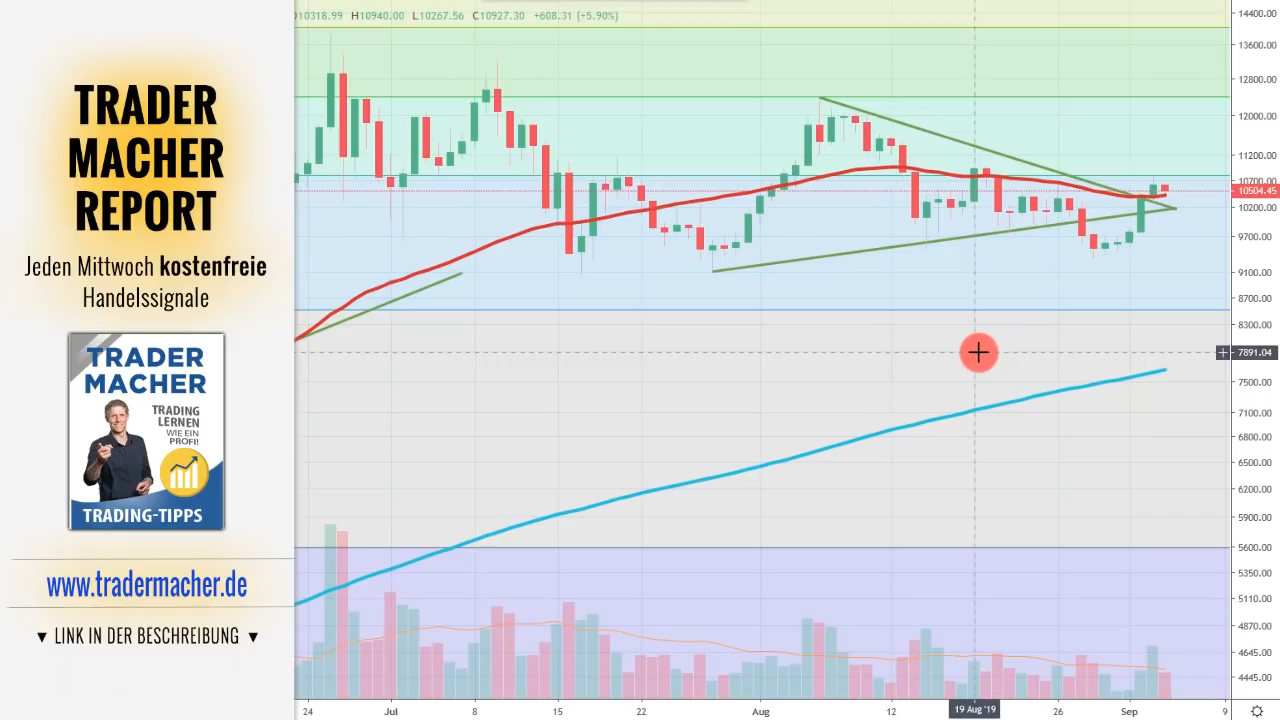 TRADER
MACHER
REPORT
Jeden Mittwoch kostenfreie
Handelssignale
TRADER
MACHER
TRADING
LERNEN
WIE EIN
PROFI!
TRADING-TIPPS
www.tradermacher.de
▼ LINK IN DER BESCHREIBUNG ▼
O10318.99 H10940.00 L10267.56 C10927.30 +608.31 (+5.90%)
14400.00
13600.00
12800.00
12000.00
11200.00
10700.00
10504.45
10200.00
9700.00
9100.00
8700.00
8300.00
7891.04
7500.00
7100.00
6800.00
6500.00
6200.00
5900.00
5600.00
5350.00
5110.00
4870.00
4645.00
4445.00
24 Jul 8 15 22 Aug 12 19 Aug '19 26 Sep 9